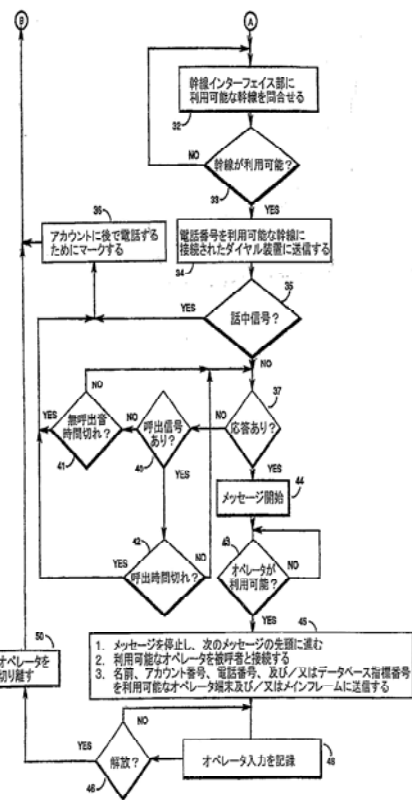 B
A
幹線インターフェイス部に
利用可能な幹線を問合せる
32
NO
幹線が利用可能?
33
YES
36
アカウントに後で電話する
ためにマークする
電話番号を利用可能な幹線に
接続されたダイヤル装置に送信する
34
35
YES
話中信号?
NO
NO
37
YES
無呼出音
時間切れ?
41
NO
呼出信号
あり?
NO
応答あり?
YES
YES
44
メッセージ開始
42
YES
呼出時間切れ?
NO
オペレータが
利用可能?
NO
YES
45
1. メッセージを停止し、次のメッセージの先頭に進む
2. 利用可能なオペレータを被呼者と接続する
3. 名前、アカウント番号、電話番号、及び/又はデータベース指標番号
を利用可能なオペレータ端末及び/又はメインフレームに送信する
50
オペレータを
切り離す
NO
YES
解放?
46
オペレータ入力を記録